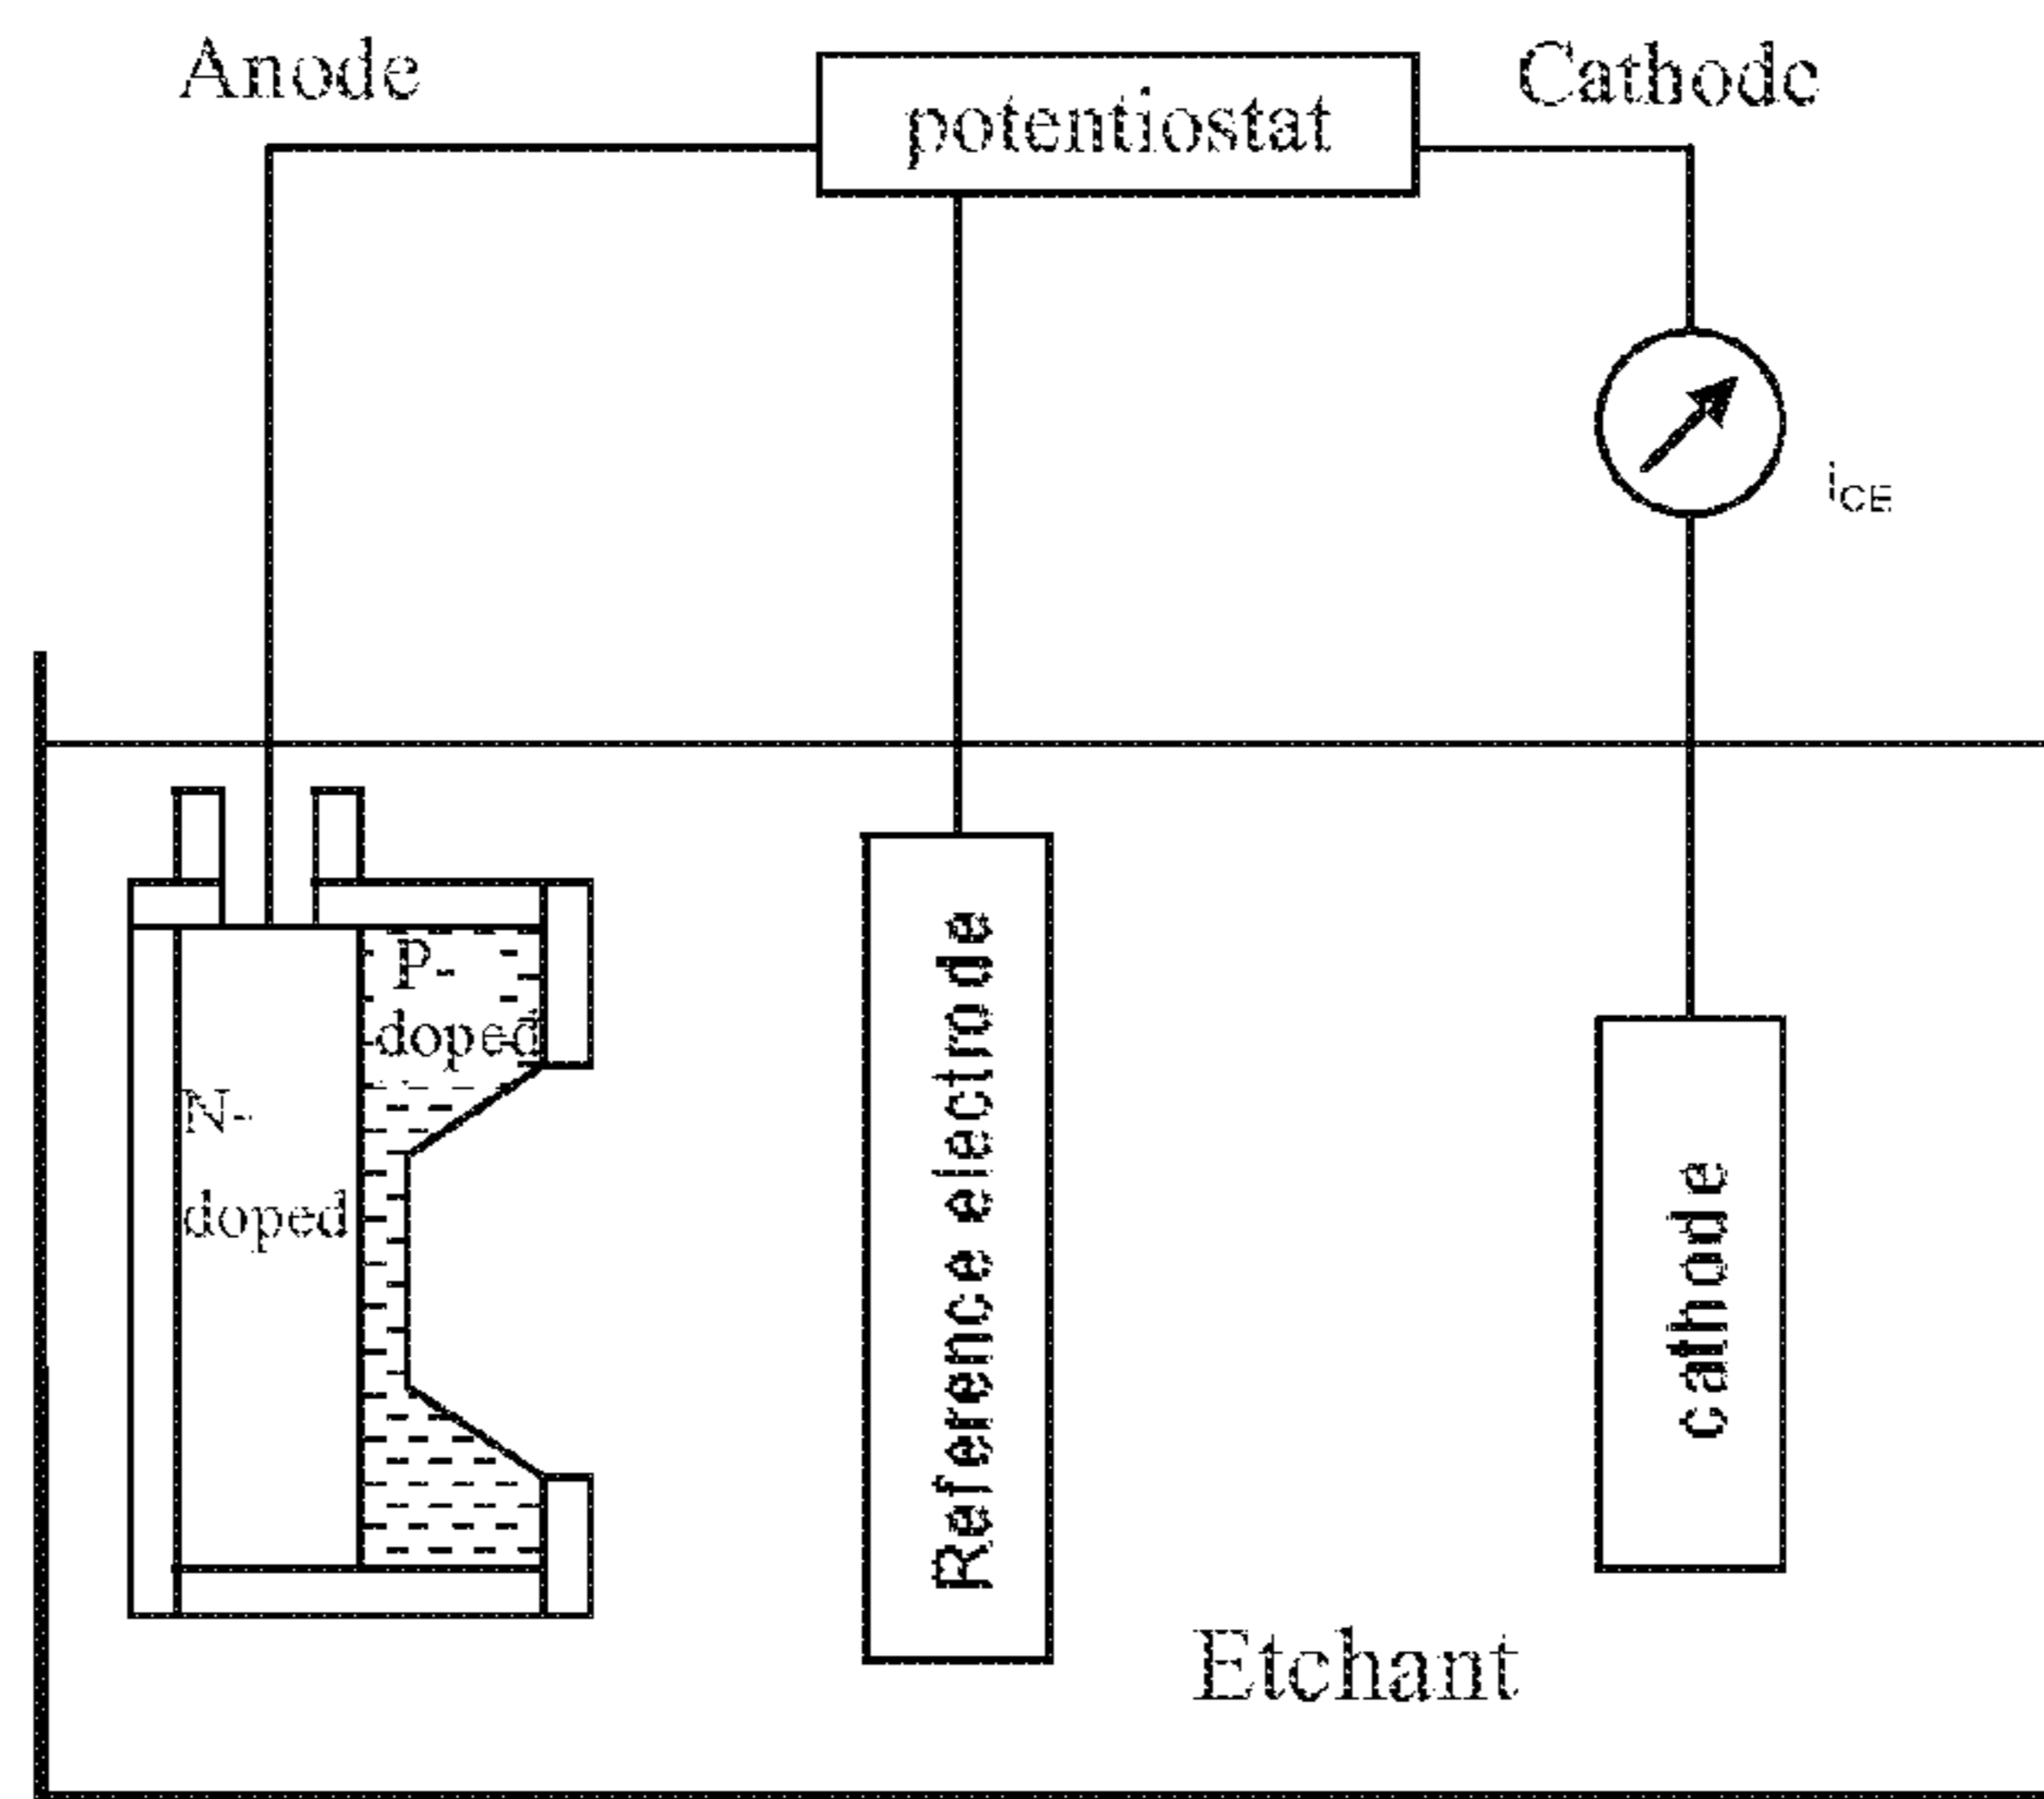 Anode
potentiostat
Cathode
iCE
P-
doped
N-
doped
Reference electrode
cathode
Etchant